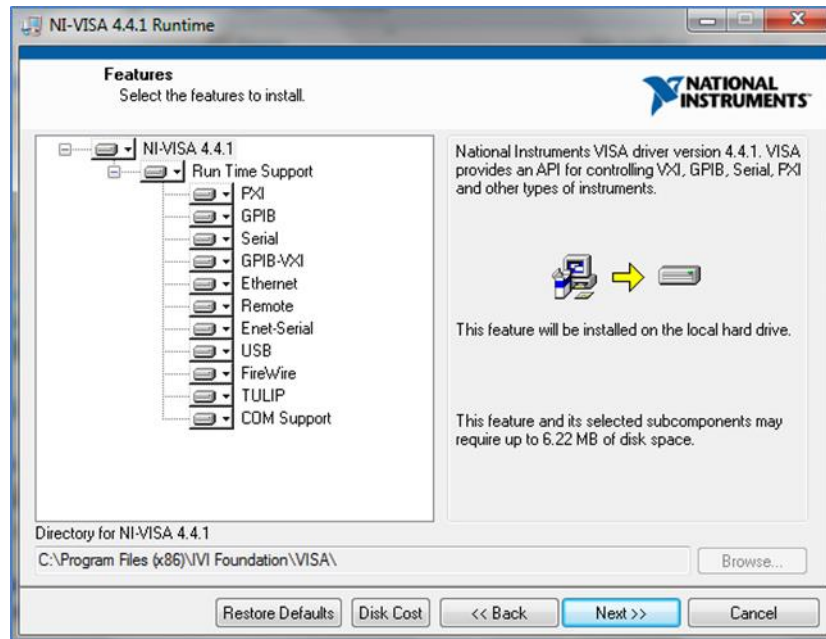 NI-VISA 4.4.1 Runtime
Features
Select the features to install.
NATIONAL
INSTRUMENTS™
NI-VISA 4.4.1
Run Time Support
PXI
GPIB
Serial
GPIB-VXI
Ethernet
Remote
Enet-Serial
USB
FireWire
TULIP
COM Support
National Instruments VISA driver version 4.4.1. VISA
provides an API for controlling VXI, GPIB, Serial, PXI
and other types of instruments.
This feature will be installed on the local hard drive.
This feature and its selected subcomponents may
require up to 6.22 MB of disk space.
Directory for NI-VISA 4.4.1
C:\Program Files (x86)\IVI Foundation\VISA\
Browse...
Restore Defaults
Disk Cost
<< Back
Next >>
Cancel